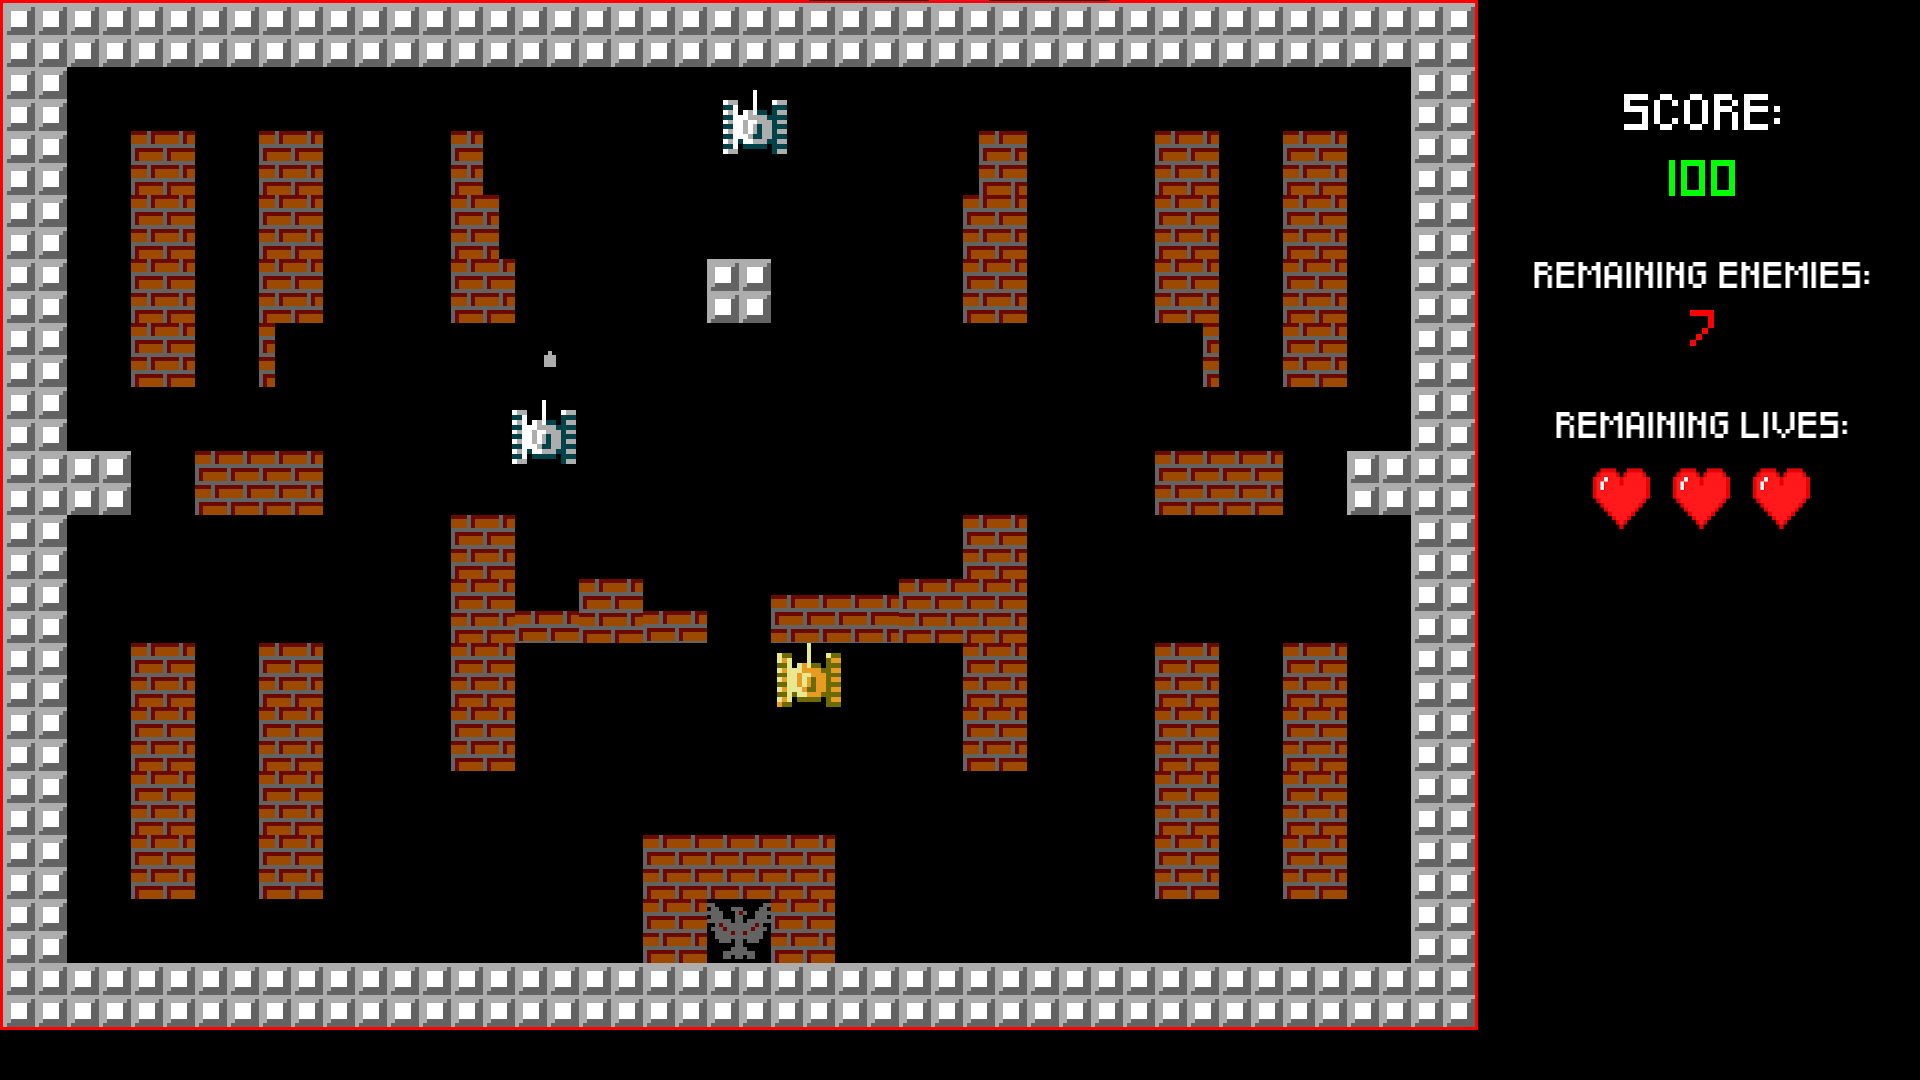 SCORE:
100
REMAINING ENEMIES:
7
REMAINING LIVES: